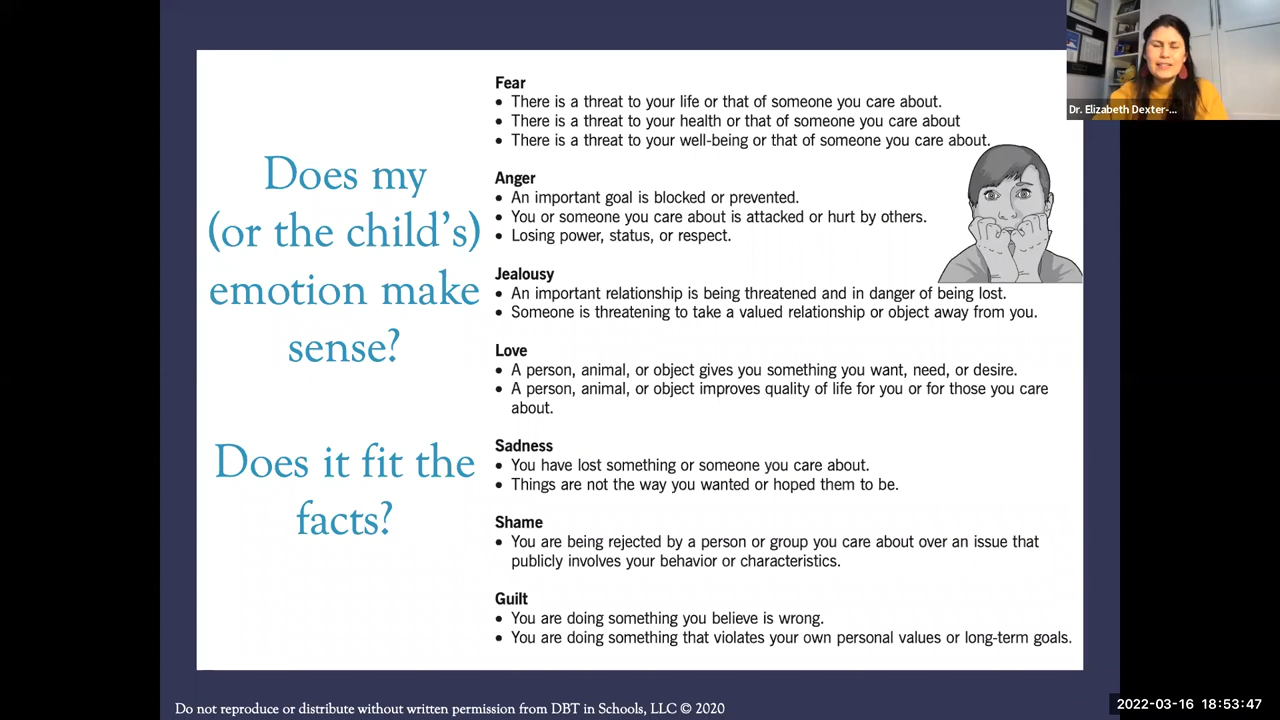 Does my
(or the child's)
emotion make
sense?
Does it fit the
facts?
Fear
• There is a threat to your life or that of someone you care about.
• There is a threat to your health or that of someone you care about
• There is a threat to your well-being or that of someone you care about.
Anger
• An important goal is blocked or prevented.
• You or someone you care about is attacked or hurt by others.
• Losing power, status, or respect.
Jealousy
• An important relationship is being threatened and in danger of being lost.
• Someone is threatening to take a valued relationship or object away from you.
Love
• A person, animal, or object gives you something you want, need, or desire.
• A person, animal, or object improves quality of life for you or for those you care
about.
Sadness
• You have lost something or someone you care about.
• Things are not the way you wanted or hoped them to be.
Shame
• You are being rejected by a person or group you care about over an issue that
publicly involves your behavior or characteristics.
Guilt
• You are doing something you believe is wrong.
• You are doing something that violates your own personal values or long-term goals.
Dr. Elizabeth Dexter-...
Do not reproduce or distribute without written permission from DBT in Schools, LLC © 2020
2022-03-16 18:53:47